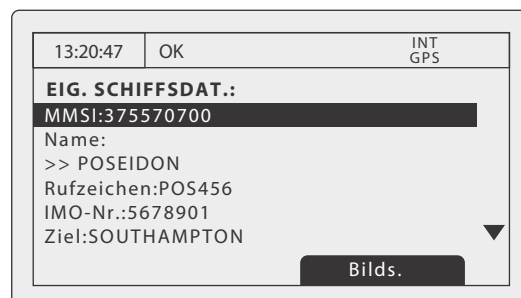 13:20:47 OK INT GPS
EIG. SCHIFFSDAT.:
MMSI:375570700
Name:
>> POSEIDON
Rufzeichen:POS456
IMO-Nr.:5678901
Ziel:SOUTHAMPTON
Bilds.